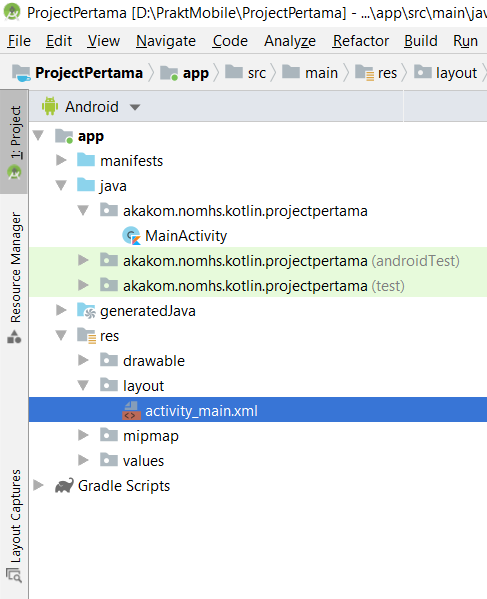 ProjectPertama [D:\PraktMobile\ProjectPertama] - ...\app\src\main\jav
File Edit View Navigate Code Analyze Refactor Build Run
ProjectPertama app src main res layout
Android
1: Project
Resource Manager
Layout Captures
app
manifests
java
akakom.nomhs.kotlin.projectpertama
MainActivity
akakom.nomhs.kotlin.projectpertama (androidTest)
akakom.nomhs.kotlin.projectpertama (test)
generatedJava
res
drawable
layout
activity_main.xml
mipmap
values
Gradle Scripts